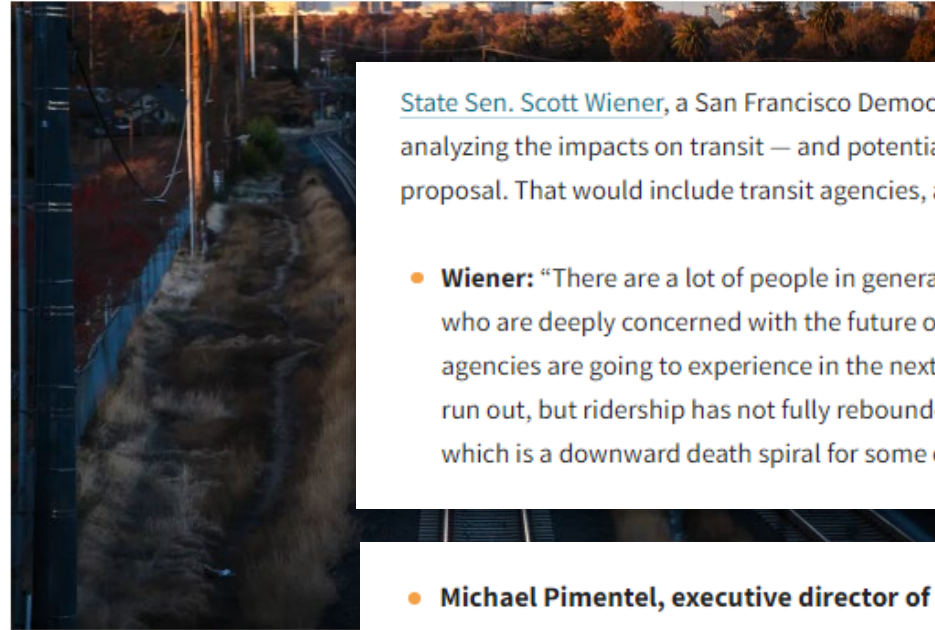 State Sen. Scott Wiener, a San Francisco Democ
analyzing the impacts on transit — and potentia
proposal. That would include transit agencies, a
Wiener: “There are a lot of people in genera
who are deeply concerned with the future o
agencies are going to experience in the next
run out, but ridership has not fully rebound
which is a downward death spiral for some
Michael Pimentel, executive director of